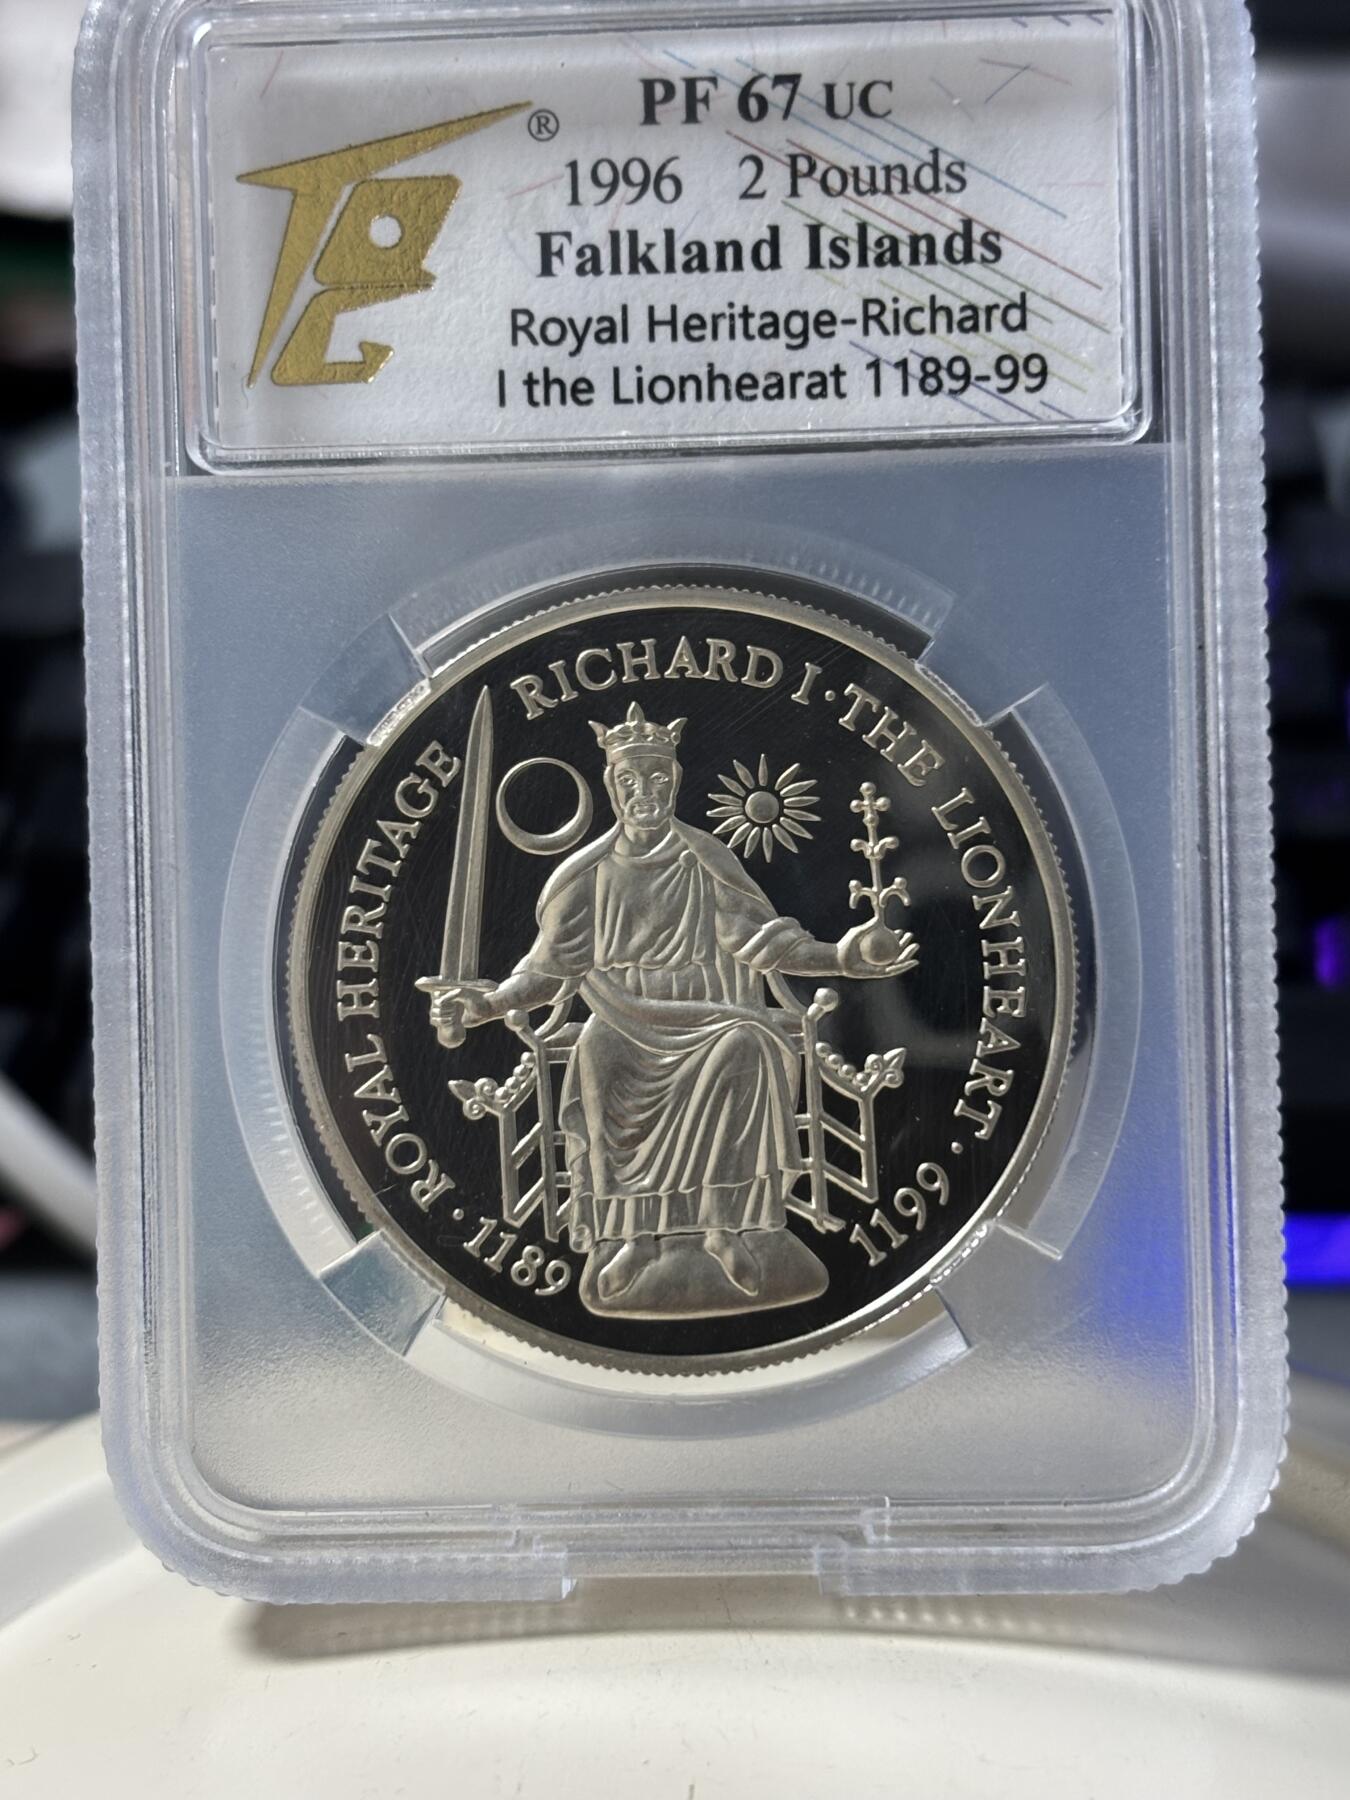 ®
PF 67 UC
1996 2 Pounds
Falkland Islands
Royal Heritage-Richard
I the Lionhearat 1189-99
RICHARD I · THE LIONHEART ·
ROYAL HERITAGE
· 1189
1199